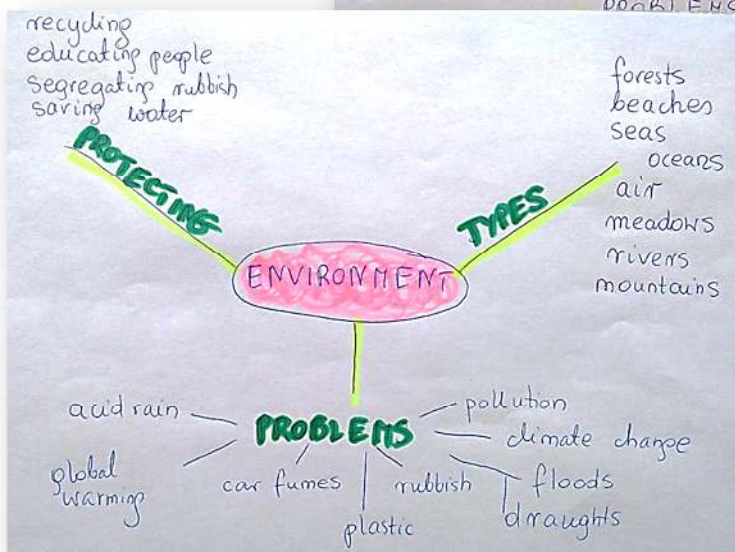 PROBLEMS
recycling
educating people
segregating rubbish
saving water
PROTECTING
forests
beaches
seas
oceans
air
meadows
rivers
mountains
TYPES
ENVIRONMENT
PROBLEMS
acid rain
global
warming
car fumes
plastic
rubbish
pollution
climate change
floods
draughts